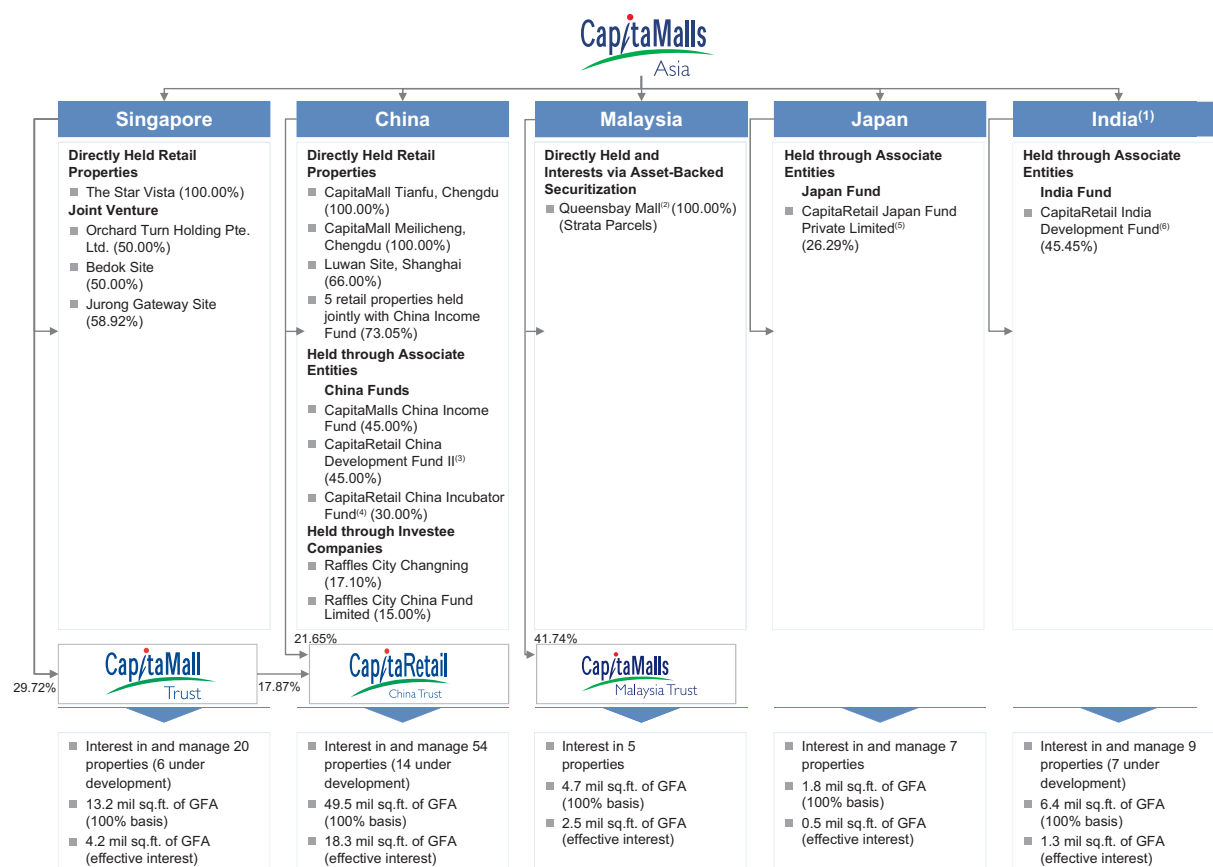 CapitaMalls
Asia
Singapore
Directly Held Retail
Properties
The Star Vista (100.00%)
Joint Venture
Orchard Turn Holding Pte.
Ltd. (50.00%)
Bedok Site
(50.00%)
Jurong Gateway Site
(58.92%)
China
Directly Held Retail
Properties
CapitaMall Tianfu, Chengdu
(100.00%)
CapitaMall Meilicheng,
Chengdu (100.00%)
Luwan Site, Shanghai
(66.00%)
5 retail properties held
jointly with China Income
Fund (73.05%)
Held through Associate
Entities
China Funds
CapitaMalls China Income
Fund (45.00%)
CapitaRetail China
Development Fund II(3)
(45.00%)
CapitaRetail China Incubator
Fund(4) (30.00%)
Held through Investee
Companies
Raffles City Changning
(17.10%)
Raffles City China Fund
Limited (15.00%)
Malaysia
Directly Held and
Interests via Asset-Backed
Securitization
Queensbay Mall(2) (100.00%)
(Strata Parcels)
Japan
Held through Associate
Entities
Japan Fund
CapitaRetail Japan Fund
Private Limited(5)
(26.29%)
India(1)
Held through Associate
Entities
India Fund
CapitaRetail India
Development Fund(6)
(45.45%)
29.72%
CapitaMall
Trust
17.87%
21.65%
CapitaRetail
China Trust
41.74%
CapitaMalls
Malaysia Trust
Interest in and manage 20
properties (6 under
development)
13.2 mil sq.ft. of GFA
(100% basis)
4.2 mil sq.ft. of GFA
(effective interest)
Interest in and manage 54
properties (14 under
development)
49.5 mil sq.ft. of GFA
(100% basis)
18.3 mil sq.ft. of GFA
(effective interest)
Interest in 5
properties
4.7 mil sq.ft. of GFA
(100% basis)
2.5 mil sq.ft. of GFA
(effective interest)
Interest in and manage 7
properties
1.8 mil sq.ft. of GFA
(100% basis)
0.5 mil sq.ft. of GFA
(effective interest)
Interest in and manage 9
properties (7 under
development)
6.4 mil sq.ft. of GFA
(100% basis)
1.3 mil sq.ft. of GFA
(effective interest)